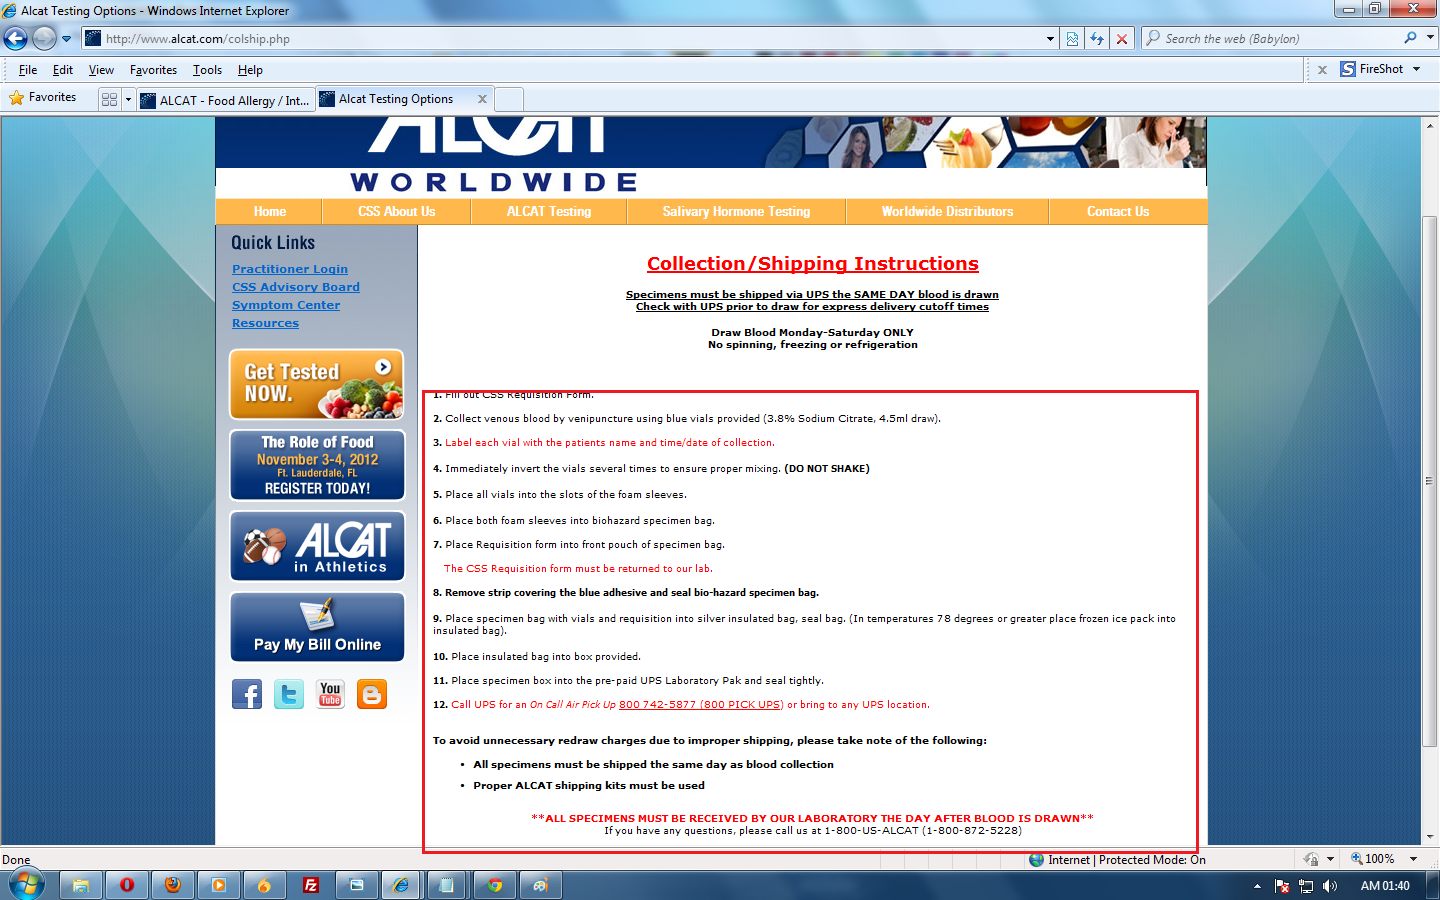 Alcat Testing Options - Windows Internet Explorer
http://www.alcat.com/colship.php
Search the web (Babylon)
File Edit View Favorites Tools Help
x FireShot
Favorites
ALCAT - Food Allergy / Int...
Alcat Testing Options
ALCAT
WORLDWIDE
Home CSS About Us ALCAT Testing Salivary Hormone Testing Worldwide Distributors Contact Us
Quick Links
Practitioner Login
CSS Advisory Board
Symptom Center
Resources
Get Tested
NOW.
The Role of Food
November 3-4, 2012
Ft. Lauderdale, FL
REGISTER TODAY!
ALCAT
in Athletics
Pay My Bill Online
You
Tube
Collection/Shipping Instructions
Specimens must be shipped via UPS the SAME DAY blood is drawn
Check with UPS prior to draw for express delivery cutoff times
Draw Blood Monday-Saturday ONLY
No spinning, freezing or refrigeration
1. Fill out CSS Requisition Form.
2. Collect venous blood by venipuncture using blue vials provided (3.8% Sodium Citrate, 4.5ml draw).
3. Label each vial with the patients name and time/date of collection.
4. Immediately invert the vials several times to ensure proper mixing. (DO NOT SHAKE)
5. Place all vials into the slots of the foam sleeves.
6. Place both foam sleeves into biohazard specimen bag.
7. Place Requisition form into front pouch of specimen bag.
The CSS Requisition form must be returned to our lab.
8. Remove strip covering the blue adhesive and seal bio-hazard specimen bag.
9. Place specimen bag with vials and requisition into silver insulated bag, seal bag. (In temperatures 78 degrees or greater place frozen ice pack into
insulated bag).
10. Place insulated bag into box provided.
11. Place specimen box into the pre-paid UPS Laboratory Pak and seal tightly.
12. Call UPS for an On Call Air Pick Up 800 742-5877 (800 PICK UPS) or bring to any UPS location.
To avoid unnecessary redraw charges due to improper shipping, please take note of the following:
• All specimens must be shipped the same day as blood collection
• Proper ALCAT shipping kits must be used
**ALL SPECIMENS MUST BE RECEIVED BY OUR LABORATORY THE DAY AFTER BLOOD IS DRAWN**
If you have any questions, please call us at 1-800-US-ALCAT (1-800-872-5228)
Done
Internet | Protected Mode: On
100%
AM 01:40